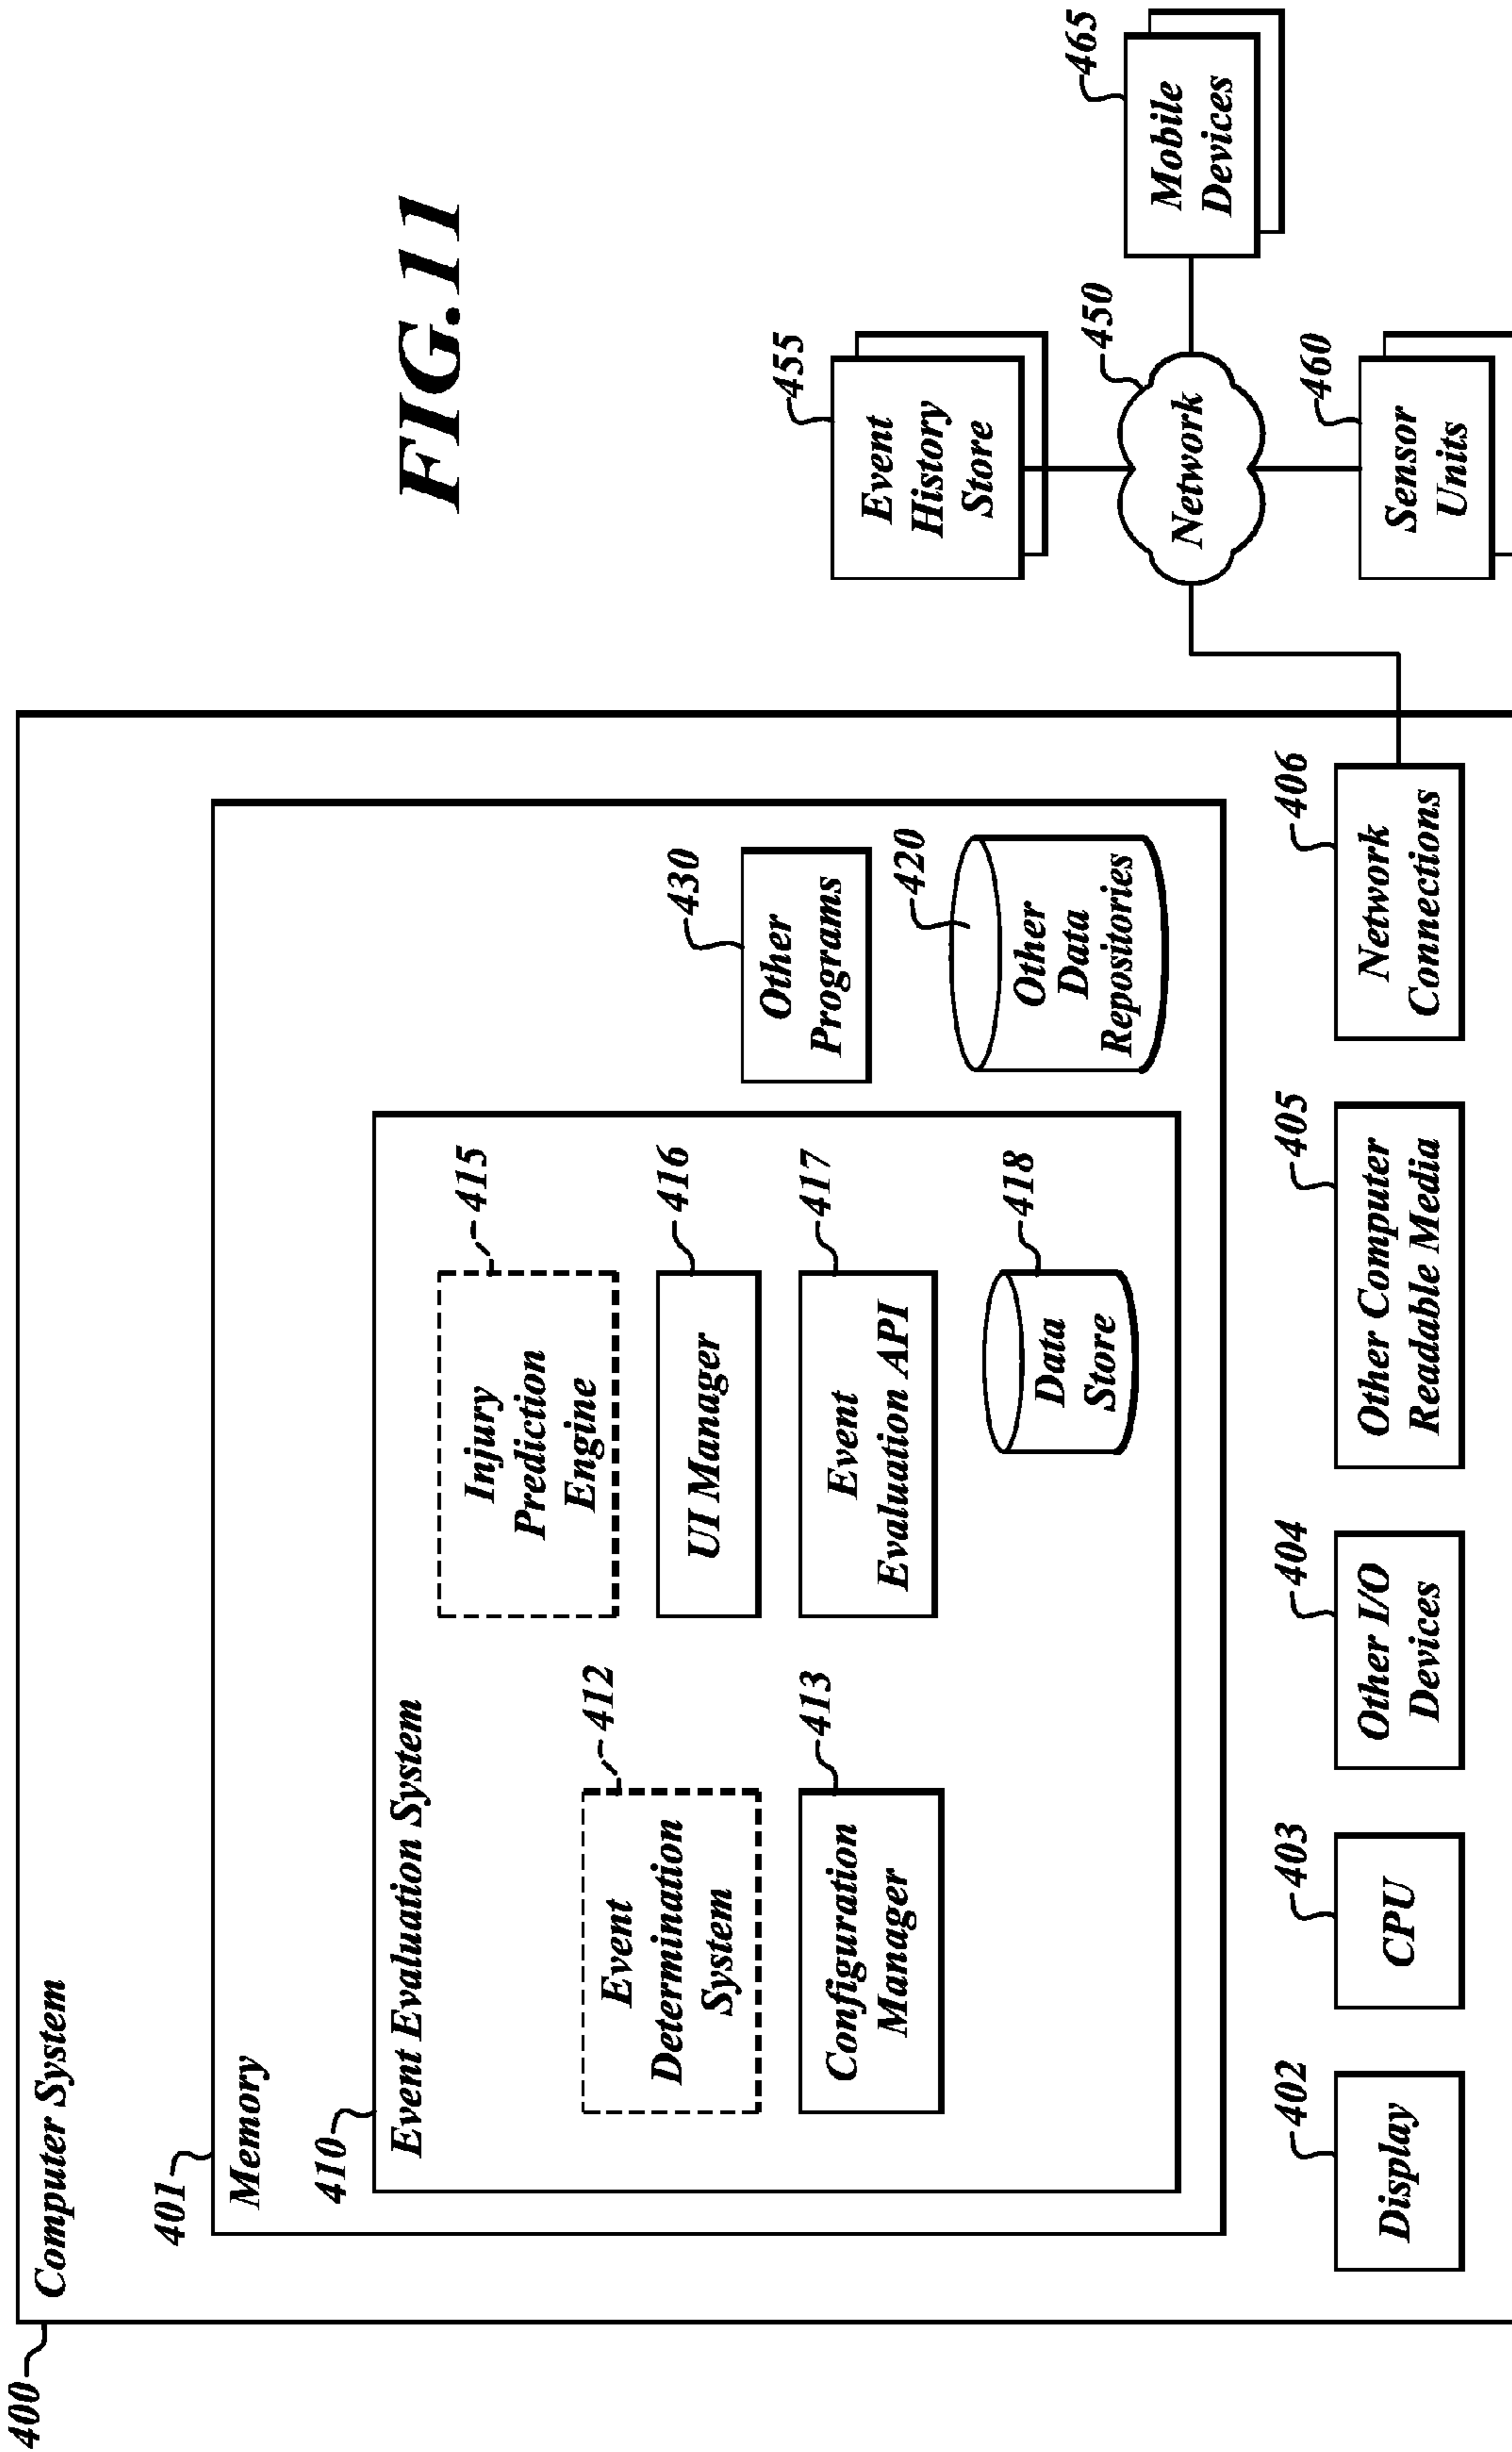 400
Computer System
401
Memory
410
Event Evaluation System
412
Event
Determination
System
413
Configuration
Manager
415
Injury
Prediction
Engine
416
UI Manager
417
Event
Evaluation API
418
Data
Store
430
Other
Programs
420
Other
Data
Repositories
402
Display
403
CPU
404
Other I/O
Devices
405
Other Computer
Readable Media
406
Network
Connections
FIG.11
455
Event
History
Store
450
Network
465
Mobile
Devices
460
Sensor
Units